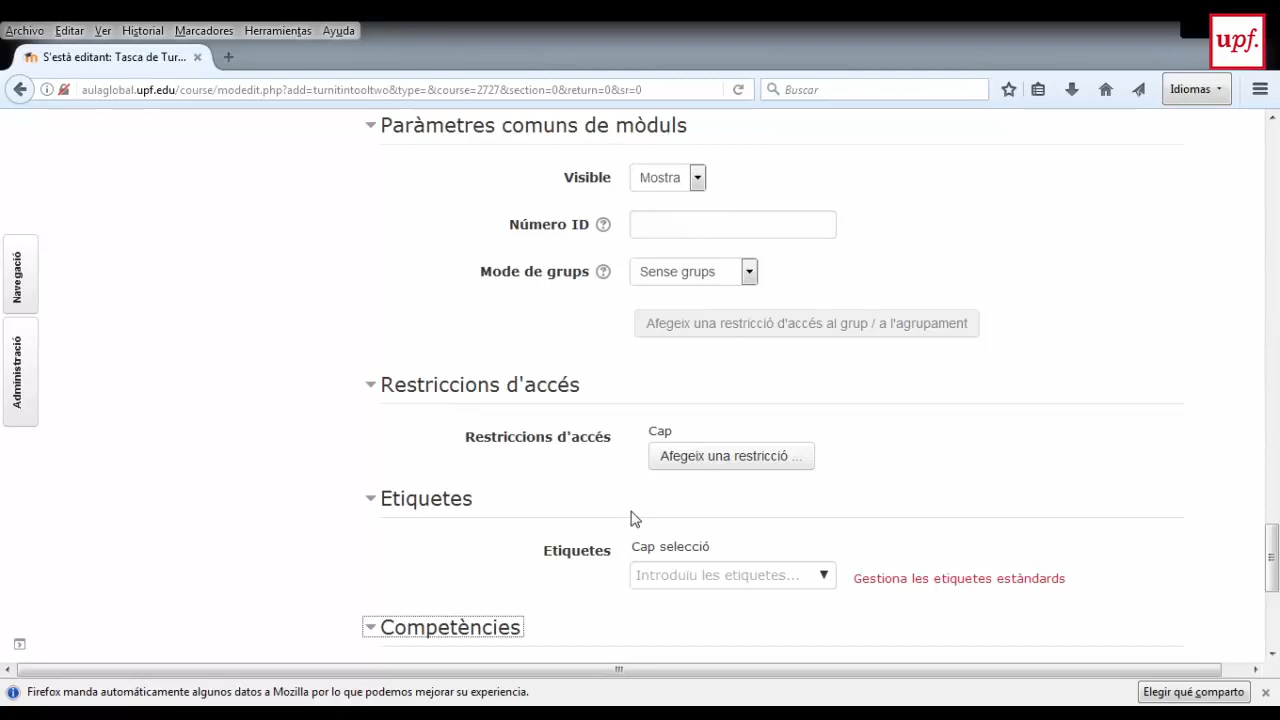 Archivo Editar Ver Historial Marcadores Herramientas Ayuda
upf.
S'està editant: Tasca de Tur...
aulaglobal.upf.edu/course/modedit.php?add=turnitintooltwo&type=&course=2727&section=0&return=0&sr=0
Buscar
Idiomas
Paràmetres comuns de mòduls
Visible
Mostra
Número ID
Mode de grups
Sense grups
Afegeix una restricció d'accés al grup / a l'agrupament
Navegació
Administració
Restriccions d'accés
Restriccions d'accés
Cap
Afegeix una restricció ...
Etiquetes
Etiquetes
Cap selecció
Introduïu les etiquetes...
Gestiona les etiquetes estàndards
Competències
Firefox manda automáticamente algunos datos a Mozilla por lo que podemos mejorar su experiencia.
Elegir qué comparto